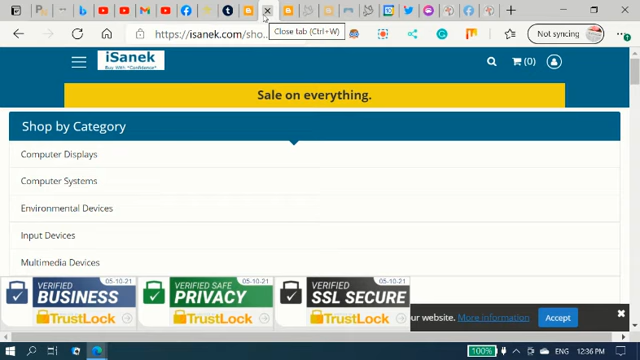 https://isanek.com/sho...
Close tab (Ctrl+W)
Not syncing
iSanek
Buy With "Confidence"
(0)
Sale on everything.
Shop by Category
Computer Displays
Computer Systems
Environmental Devices
Input Devices
Multimedia Devices
05-10-21
VERIFIED
BUSINESS
TrustLock
05-10-21
VERIFIED SAFE
PRIVACY
TrustLock
05-10-21
VERIFIED
SSL SECURE
TrustLock
our website. More information
Accept
100%
ENG
12:36 PM